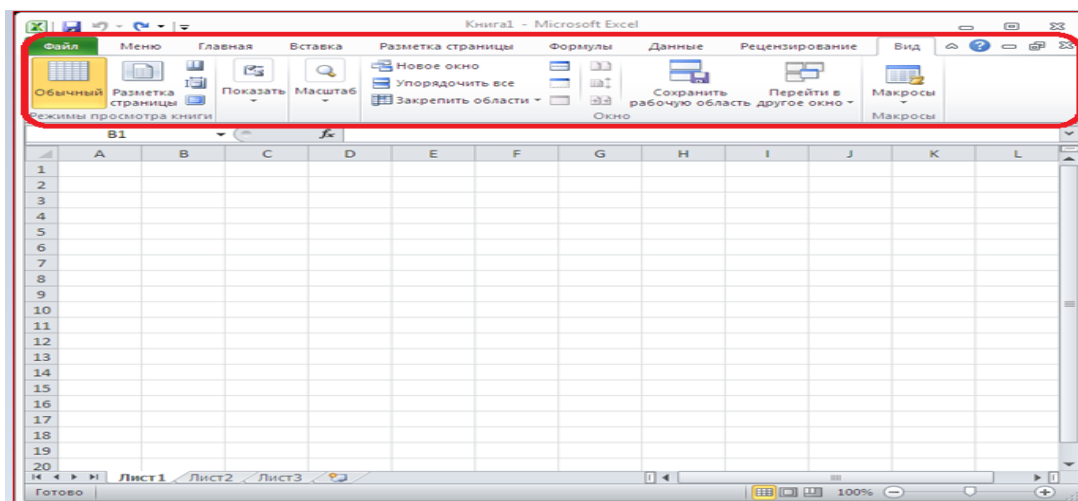 Книга1 - Microsoft Excel
Файл Меню Главная Вставка Разметка страницы Формулы Данные Рецензирование Вид
Обычный Разметка страницы Показать Масштаб Новое окно Упорядочить все Закрепить области Сохранить рабочую область Перейти в другое окно Макросы
Режимы просмотра книги Окно Макросы
B1 fx
A B C D E F G H I J K L
1
2
3
4
5
6
7
8
9
10
11
12
13
14
15
16
17
18
19
20
Лист1 Лист2 Лист3
Готово 100%